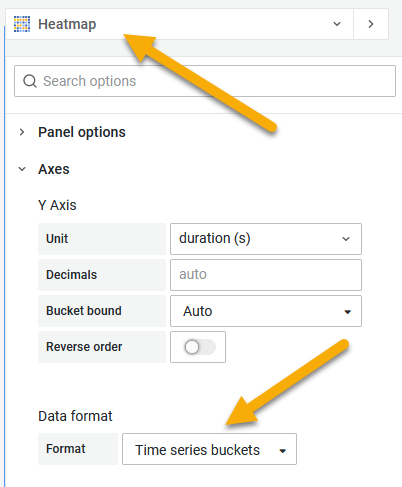 Heatmap
Search options
Panel options
Axes
Y Axis
Unit duration (s)
Decimals auto
Bucket bound Auto
Reverse order
Data format
Format Time series buckets